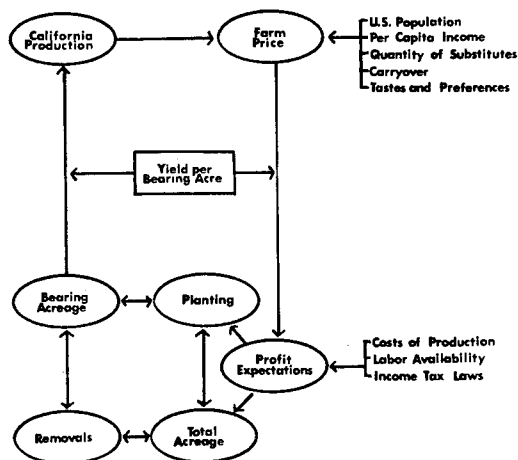 California
Production
Farm
Price
U.S. Population
Per Capita Income
Quantity of Substitutes
Carryover
Tastes and Preferences
Yield per
Bearing Acre
Bearing
Acreage
Planting
Profit
Expectations
Costs of Production
Labor Availability
Income Tax Laws
Removals
Total
Acreage